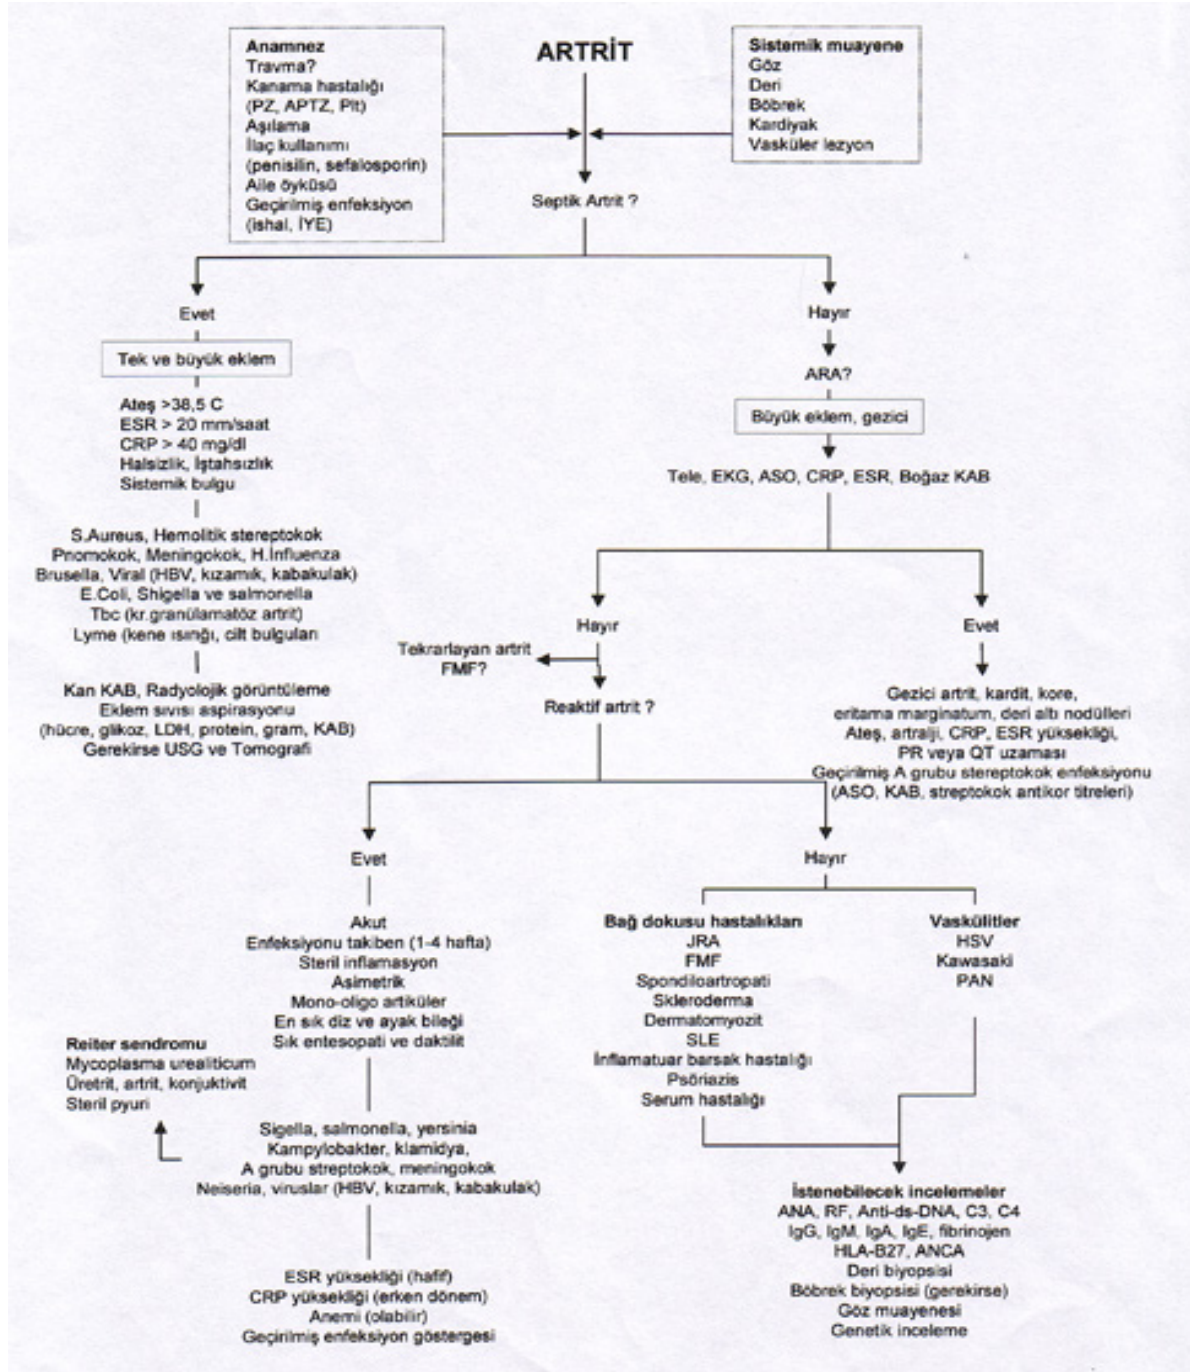 Anamnez
Travma?
Kanama hastalığı
(PZ, APTZ, Plt)
Aşılama
İlaç kullanımı
(penisilin, sefalosporin)
Aile öyküsü
Geçirilmiş enfeksiyon
(ishal, İYE)
ARTRİT
Sistemik muayene
Göz
Deri
Böbrek
Kardiyak
Vasküler lezyon
Septik Artrit ?
Evet
Tek ve büyük eklem
Ateş >38,5 C
ESR > 20 mm/saat
CRP > 40 mg/dl
Halsizlik, İştahsızlık
Sistemik bulgu
S.Aureus, Hemolitik stereptokok
Pnomokok, Meningokok, H.İnfluenza
Brusella, Viral (HBV, kızamık, kabakulak)
E.Coli, Shigella ve salmonella
Tbc (kr.granülamatöz artrit)
Lyme (kene ısırığı, cilt bulguları
Kan KAB, Radyolojik görüntüleme
Eklem sıvısı aspirasyonu
(hücre, glikoz, LDH, protein, gram, KAB)
Gerekirse USG ve Tomografi
Hayır
ARA?
Büyük eklem, gezici
Tele, EKG, ASO, CRP, ESR, Boğaz KAB
Hayır
Tekrarlayan artrit
FMF?
Reaktif artrit ?
Evet
Gezici artrit, kardit, kore,
eritama marginatum, deri altı nodülleri
Ateş, artralji, CRP, ESR yüksekliği,
PR veya QT uzaması
Geçirilmiş A grubu stereptokok enfeksiyonu
(ASO, KAB, streptokok antikor titreleri)
Evet
Akut
Enfeksiyonu takiben (1-4 hafta)
Steril inflamasyon
Asimetrik
Mono-oligo artiküler
En sık diz ve ayak bileği
Sık entesopati ve daktilit
Reiter sendromu
Mycoplasma urealiticum
Üretrit, artrit, konjuktivit
Steril pyuri
Sigella, salmonella, yersinia
Kampylobakter, klamidya,
A grubu streptokok, meningokok
Neiseria, viruslar (HBV, kızamık, kabakulak)
ESR yüksekliği (hafif)
CRP yüksekliği (erken dönem)
Anemi (olabilir)
Geçirilmiş enfeksiyon göstergesi
Hayır
Bağ dokusu hastalıkları
JRA
FMF
Spondiloartropati
Skleroderma
Dermatomyozit
SLE
İnflamatuar barsak hastalığı
Psöriazis
Serum hastalığı
Vaskülitler
HSV
Kawasaki
PAN
İstenebilecek incelemeler
ANA, RF, Anti-ds-DNA, C3, C4
IgG, IgM, IgA, IgE, fibrinojen
HLA-B27, ANCA
Deri biyopsisi
Böbrek biyopsisi (gerekirse)
Göz muayenesi
Genetik inceleme